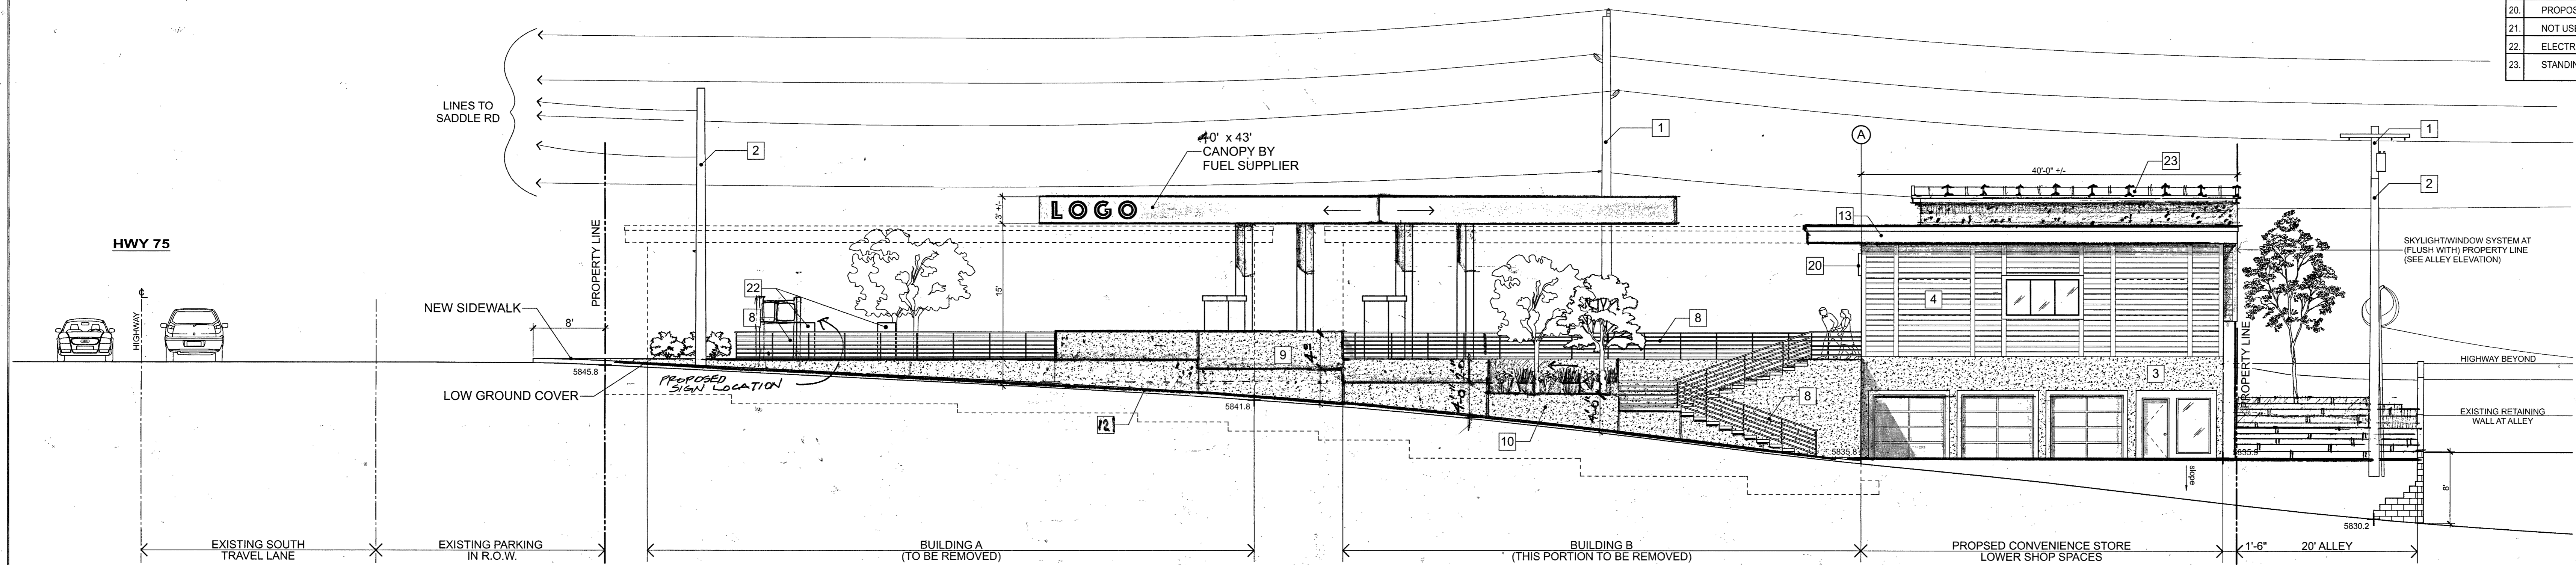 20. PROPOS
21. NOT USE
22. ELECTR
23. STANDIN
LINES TO
SADDLE RD
2
40' x 43'
CANOPY BY
FUEL SUPPLIER
1
A
40'-0" +/-
23
1
2
LOGO
3' +/-
15'
13
20
4
SKYLIGHT/WINDOW SYSTEM AT
(FLUSH WITH) PROPERTY LINE
(SEE ALLEY ELEVATION)
HWY 75
PROPERTY LINE
HIGHWAY
NEW SIDEWALK
8'
22
8
9
8
PROPERTY LINE
HIGHWAY BEYOND
5845.8
PROPOSED
SIGN LOCATION
LOW GROUND COVER
12
5841.8
10
8
3
EXISTING RETAINING
WALL AT ALLEY
5835.8
slope
8'
5830.2
EXISTING SOUTH
TRAVEL LANE
EXISTING PARKING
IN R.O.W.
BUILDING A
(TO BE REMOVED)
BUILDING B
(THIS PORTION TO BE REMOVED)
PROPSED CONVENIENCE STORE
LOWER SHOP SPACES
1'-6"
20' ALLEY